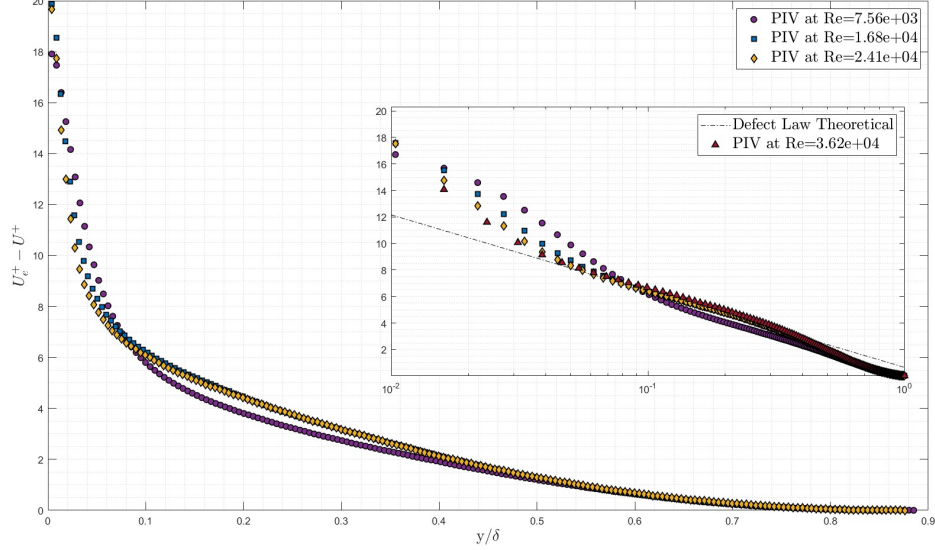 20
18
16
14
12
10
8
6
4
2
0
U_e^+ − U^+
0 0.1 0.2 0.3 0.4 0.5 0.6 0.7 0.8 0.9
y/δ
PIV at Re=7.56e+03
PIV at Re=1.68e+04
PIV at Re=2.41e+04
20
18
16
14
12
10
8
6
4
2
10^-2 10^-1 10^0
Defect Law Theoretical
PIV at Re=3.62e+04